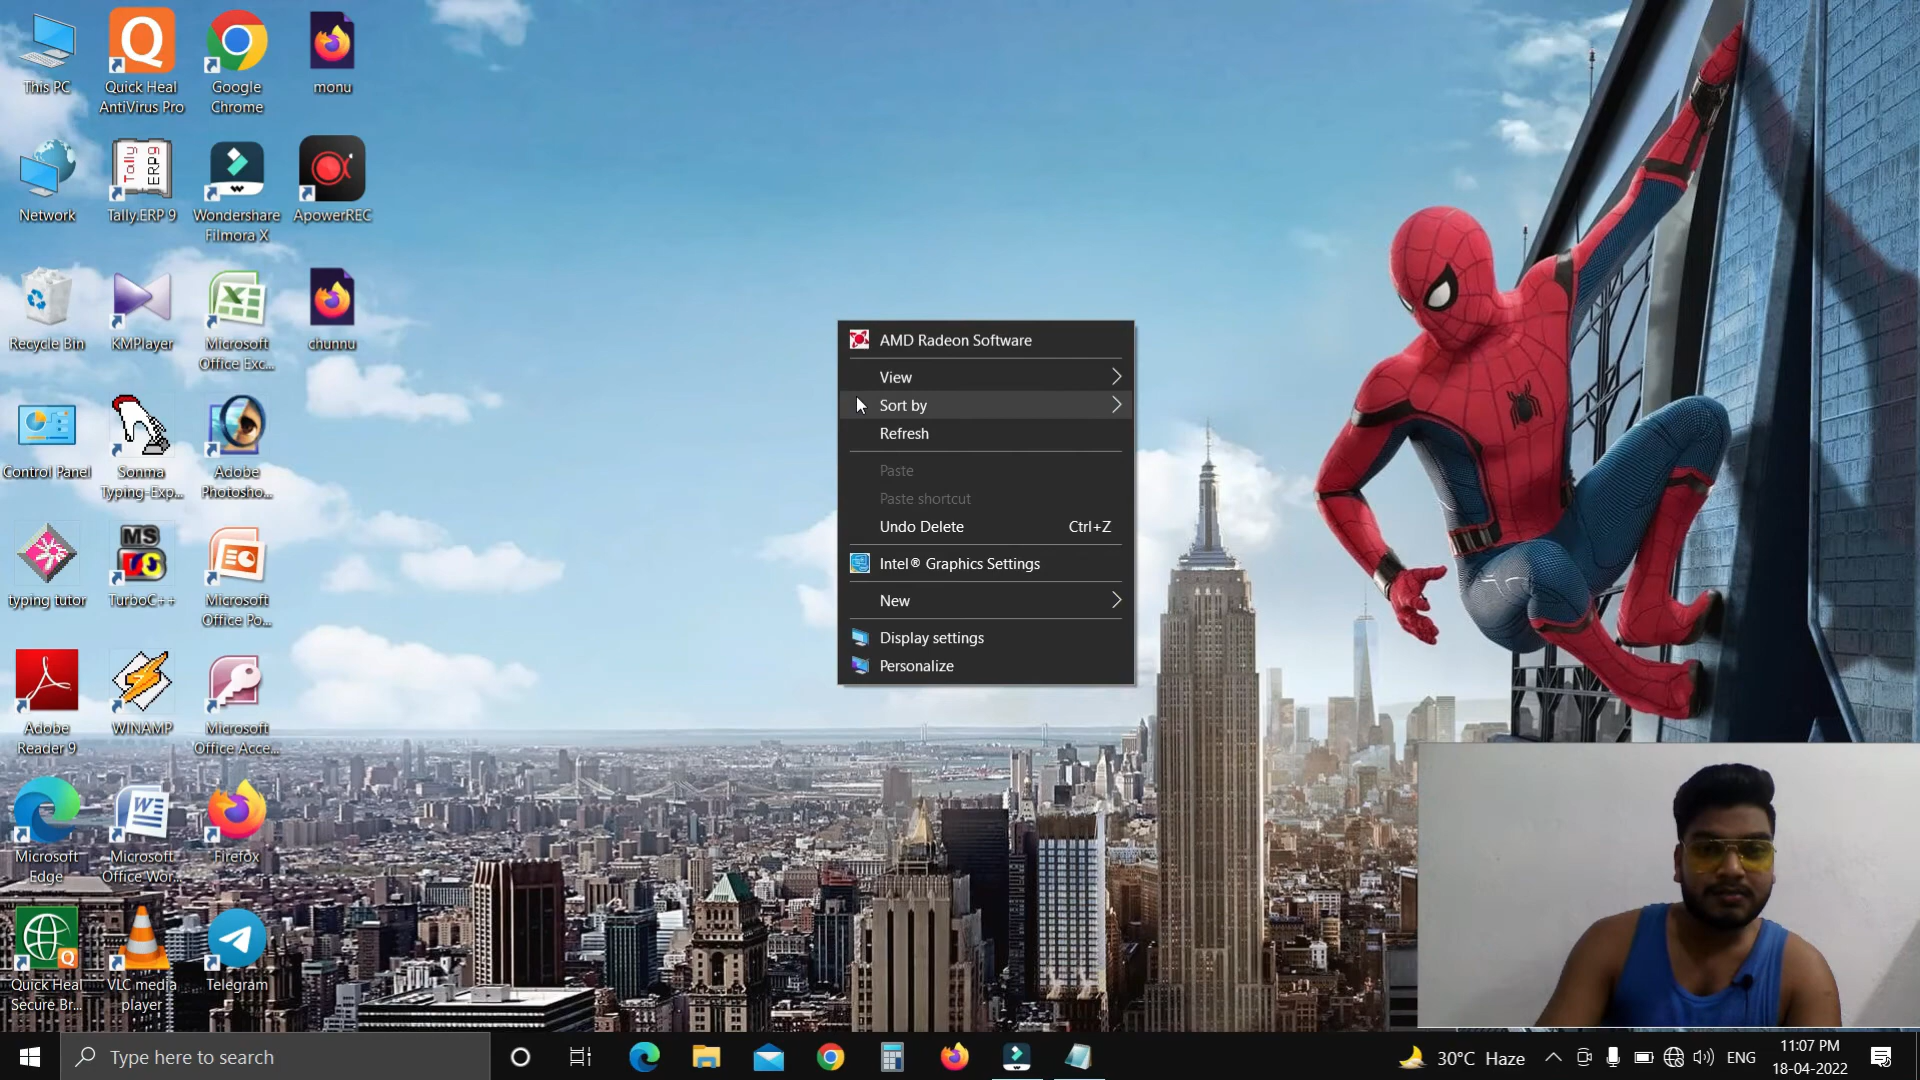 This PC
Quick Heal
AntiVirus Pro
Google
Chrome
monu
Network
Tally.ERP 9
Wondershare
Filmora X
ApowerREC
Recycle Bin
KMPlayer
Microsoft
Office Exc...
chunnu
Control Panel
Sonma
Typing-Exp...
Adobe
Photosho...
typing tutor
TurboC++
Microsoft
Office Po...
Adobe
Reader 9
WINAMP
Microsoft
Office Acce...
Microsoft
Edge
Microsoft
Office Wor...
Firefox
Quick Heal
Secure Br...
VLC media
player
Telegram
Tally
ERP9
MS
AMD Radeon Software
View
Sort by
Refresh
Paste
Paste shortcut
Undo Delete Ctrl+Z
Intel® Graphics Settings
New
Display settings
Personalize
Type here to search
30°C Haze
ENG
11:07 PM
18-04-2022